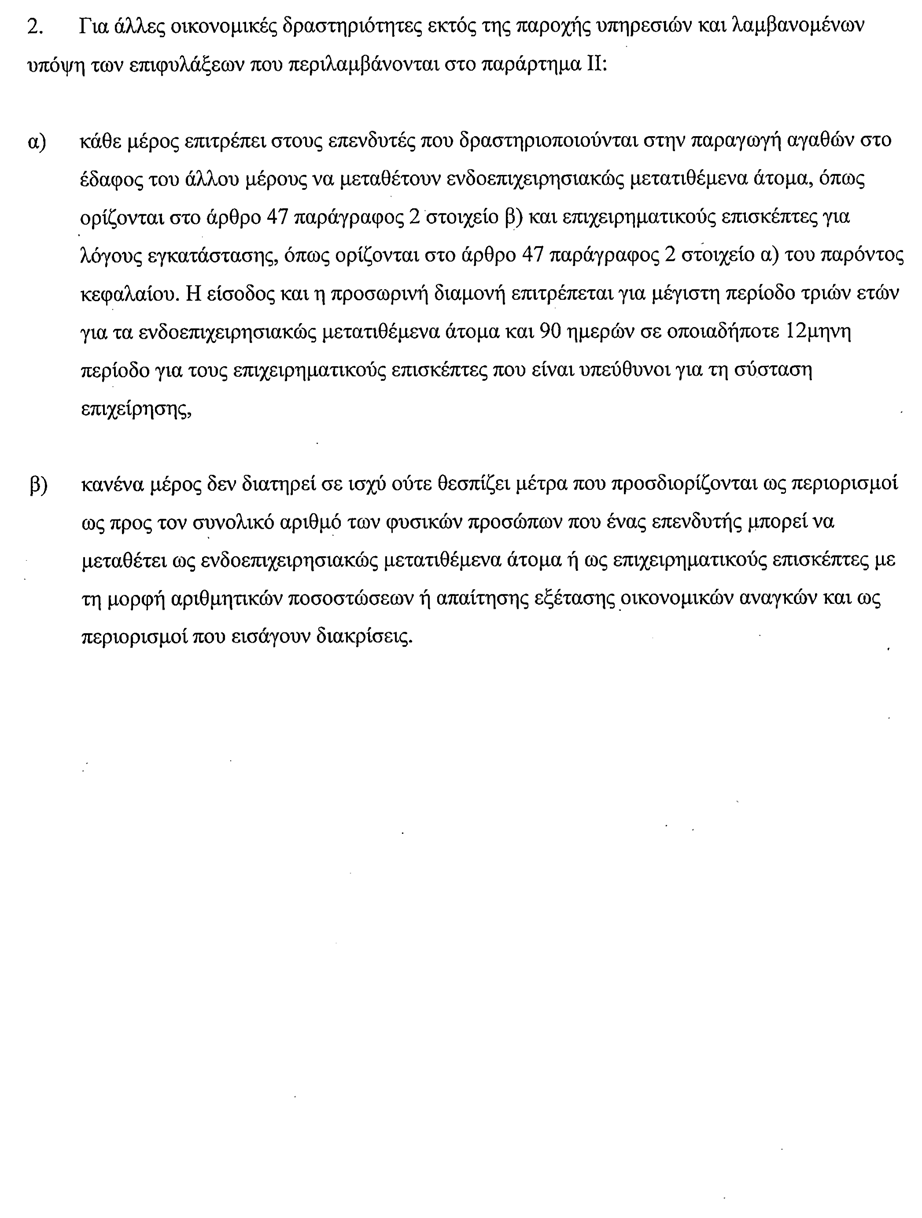 2. Για άλλες οικονομικές δραστηριότητες εκτός της παροχής υπηρεσιών και λαμβανομένων
υπόψη των επιφυλάξεων που περιλαμβάνονται στο παράρτημα ΙΙ:
α) κάθε μέρος επιτρέπει στους επενδυτές που δραστηριοποιούνται στην παραγωγή αγαθών στο
έδαφος του άλλου μέρους να μεταθέτουν ενδοεπιχειρησιακώς μετατιθέμενα άτομα, όπως
ορίζονται στο άρθρο 47 παράγραφος 2 στοιχείο β) και επιχειρηματικούς επισκέπτες για
λόγους εγκατάστασης, όπως ορίζονται στο άρθρο 47 παράγραφος 2 στοιχείο α) του παρόντος
κεφαλαίου. Η είσοδος και η προσωρινή διαμονή επιτρέπεται για μέγιστη περίοδο τριών ετών
για τα ενδοεπιχειρησιακώς μετατιθέμενα άτομα και 90 ημερών σε οποιαδήποτε 12μηνη
περίοδο για τους επιχειρηματικούς επισκέπτες που είναι υπεύθυνοι για τη σύσταση
επιχείρησης,
β) κανένα μέρος δεν διατηρεί σε ισχύ ούτε θεσπίζει μέτρα που προσδιορίζονται ως περιορισμοί
ως προς τον συνολικό αριθμό των φυσικών προσώπων που ένας επενδυτής μπορεί να
μεταθέτει ως ενδοεπιχειρησιακώς μετατιθέμενα άτομα ή ως επιχειρηματικούς επισκέπτες με
τη μορφή αριθμητικών ποσοστώσεων ή απαίτησης εξέτασης οικονομικών αναγκών και ως
περιορισμοί που εισάγουν διακρίσεις.